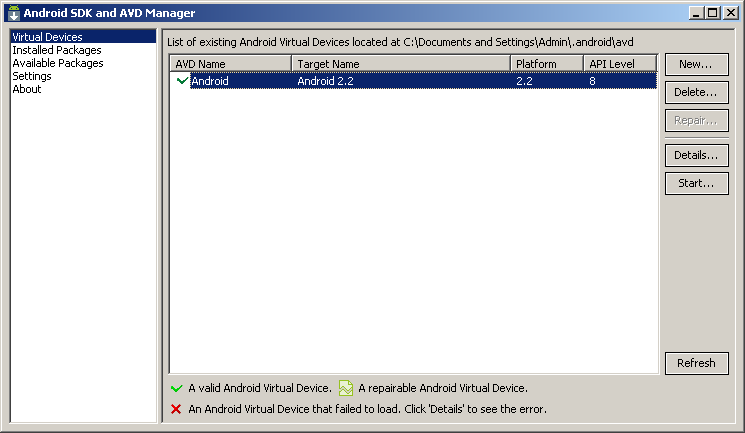 Android SDK and AVD Manager
Virtual Devices
Installed Packages
Available Packages
Settings
About
List of existing Android Virtual Devices located at C:\Documents and Settings\Admin\.android\avd
AVD Name Target Name Platform API Level
Android Android 2.2 2.2 8
New...
Delete...
Repair...
Details...
Start...
Refresh
A valid Android Virtual Device. A repairable Android Virtual Device.
An Android Virtual Device that failed to load. Click 'Details' to see the error.